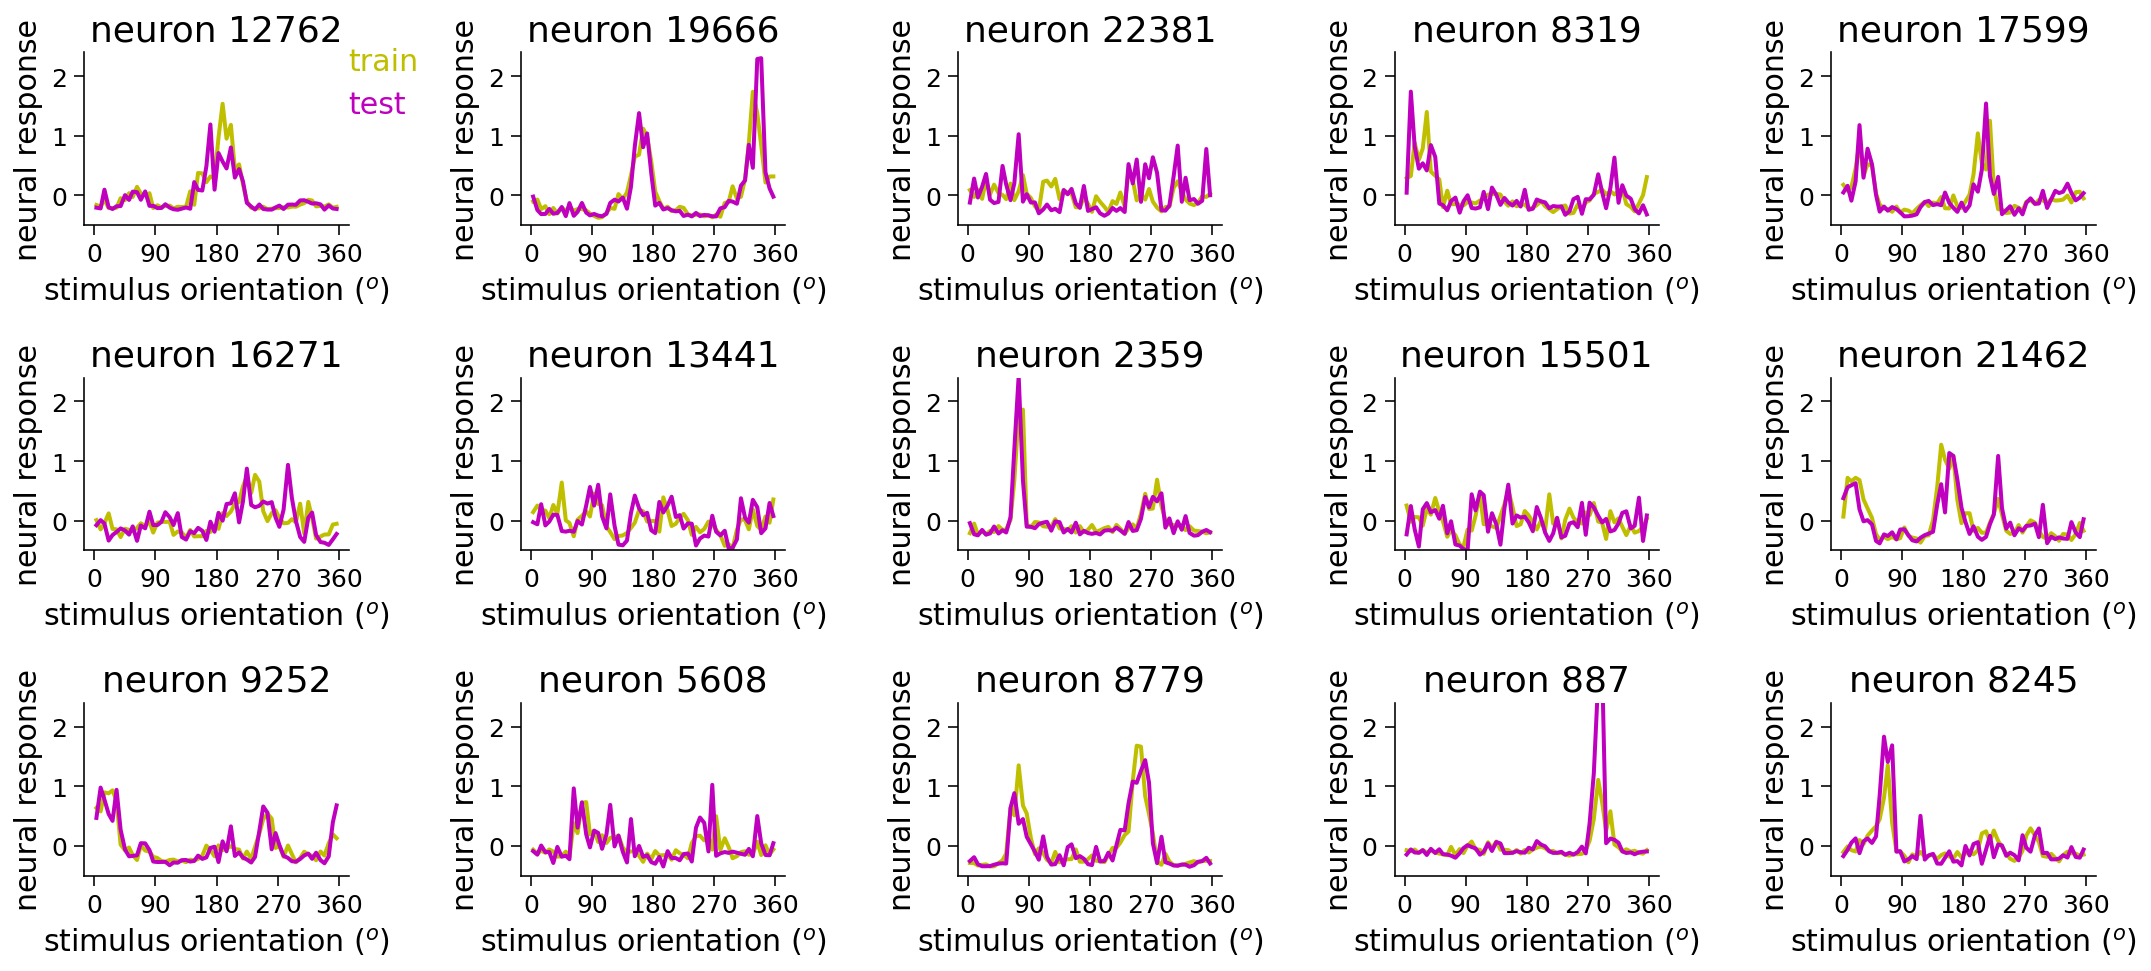 neuron 12762
neural response
2
1
0
0 90 180 270 360
stimulus orientation (o)
train
test
neuron 19666
neural response
2
1
0
0 90 180 270 360
stimulus orientation (o)
neuron 22381
neural response
2
1
0
0 90 180 270 360
stimulus orientation (o)
neuron 8319
neural response
2
1
0
0 90 180 270 360
stimulus orientation (o)
neuron 17599
neural response
2
1
0
0 90 180 270 360
stimulus orientation (o)
neuron 16271
neural response
2
1
0
0 90 180 270 360
stimulus orientation (o)
neuron 13441
neural response
2
1
0
0 90 180 270 360
stimulus orientation (o)
neuron 2359
neural response
2
1
0
0 90 180 270 360
stimulus orientation (o)
neuron 15501
neural response
2
1
0
0 90 180 270 360
stimulus orientation (o)
neuron 21462
neural response
2
1
0
0 90 180 270 360
stimulus orientation (o)
neuron 9252
neural response
2
1
0
0 90 180 270 360
stimulus orientation (o)
neuron 5608
neural response
2
1
0
0 90 180 270 360
stimulus orientation (o)
neuron 8779
neural response
2
1
0
0 90 180 270 360
stimulus orientation (o)
neuron 887
neural response
2
1
0
0 90 180 270 360
stimulus orientation (o)
neuron 8245
neural response
2
1
0
0 90 180 270 360
stimulus orientation (o)